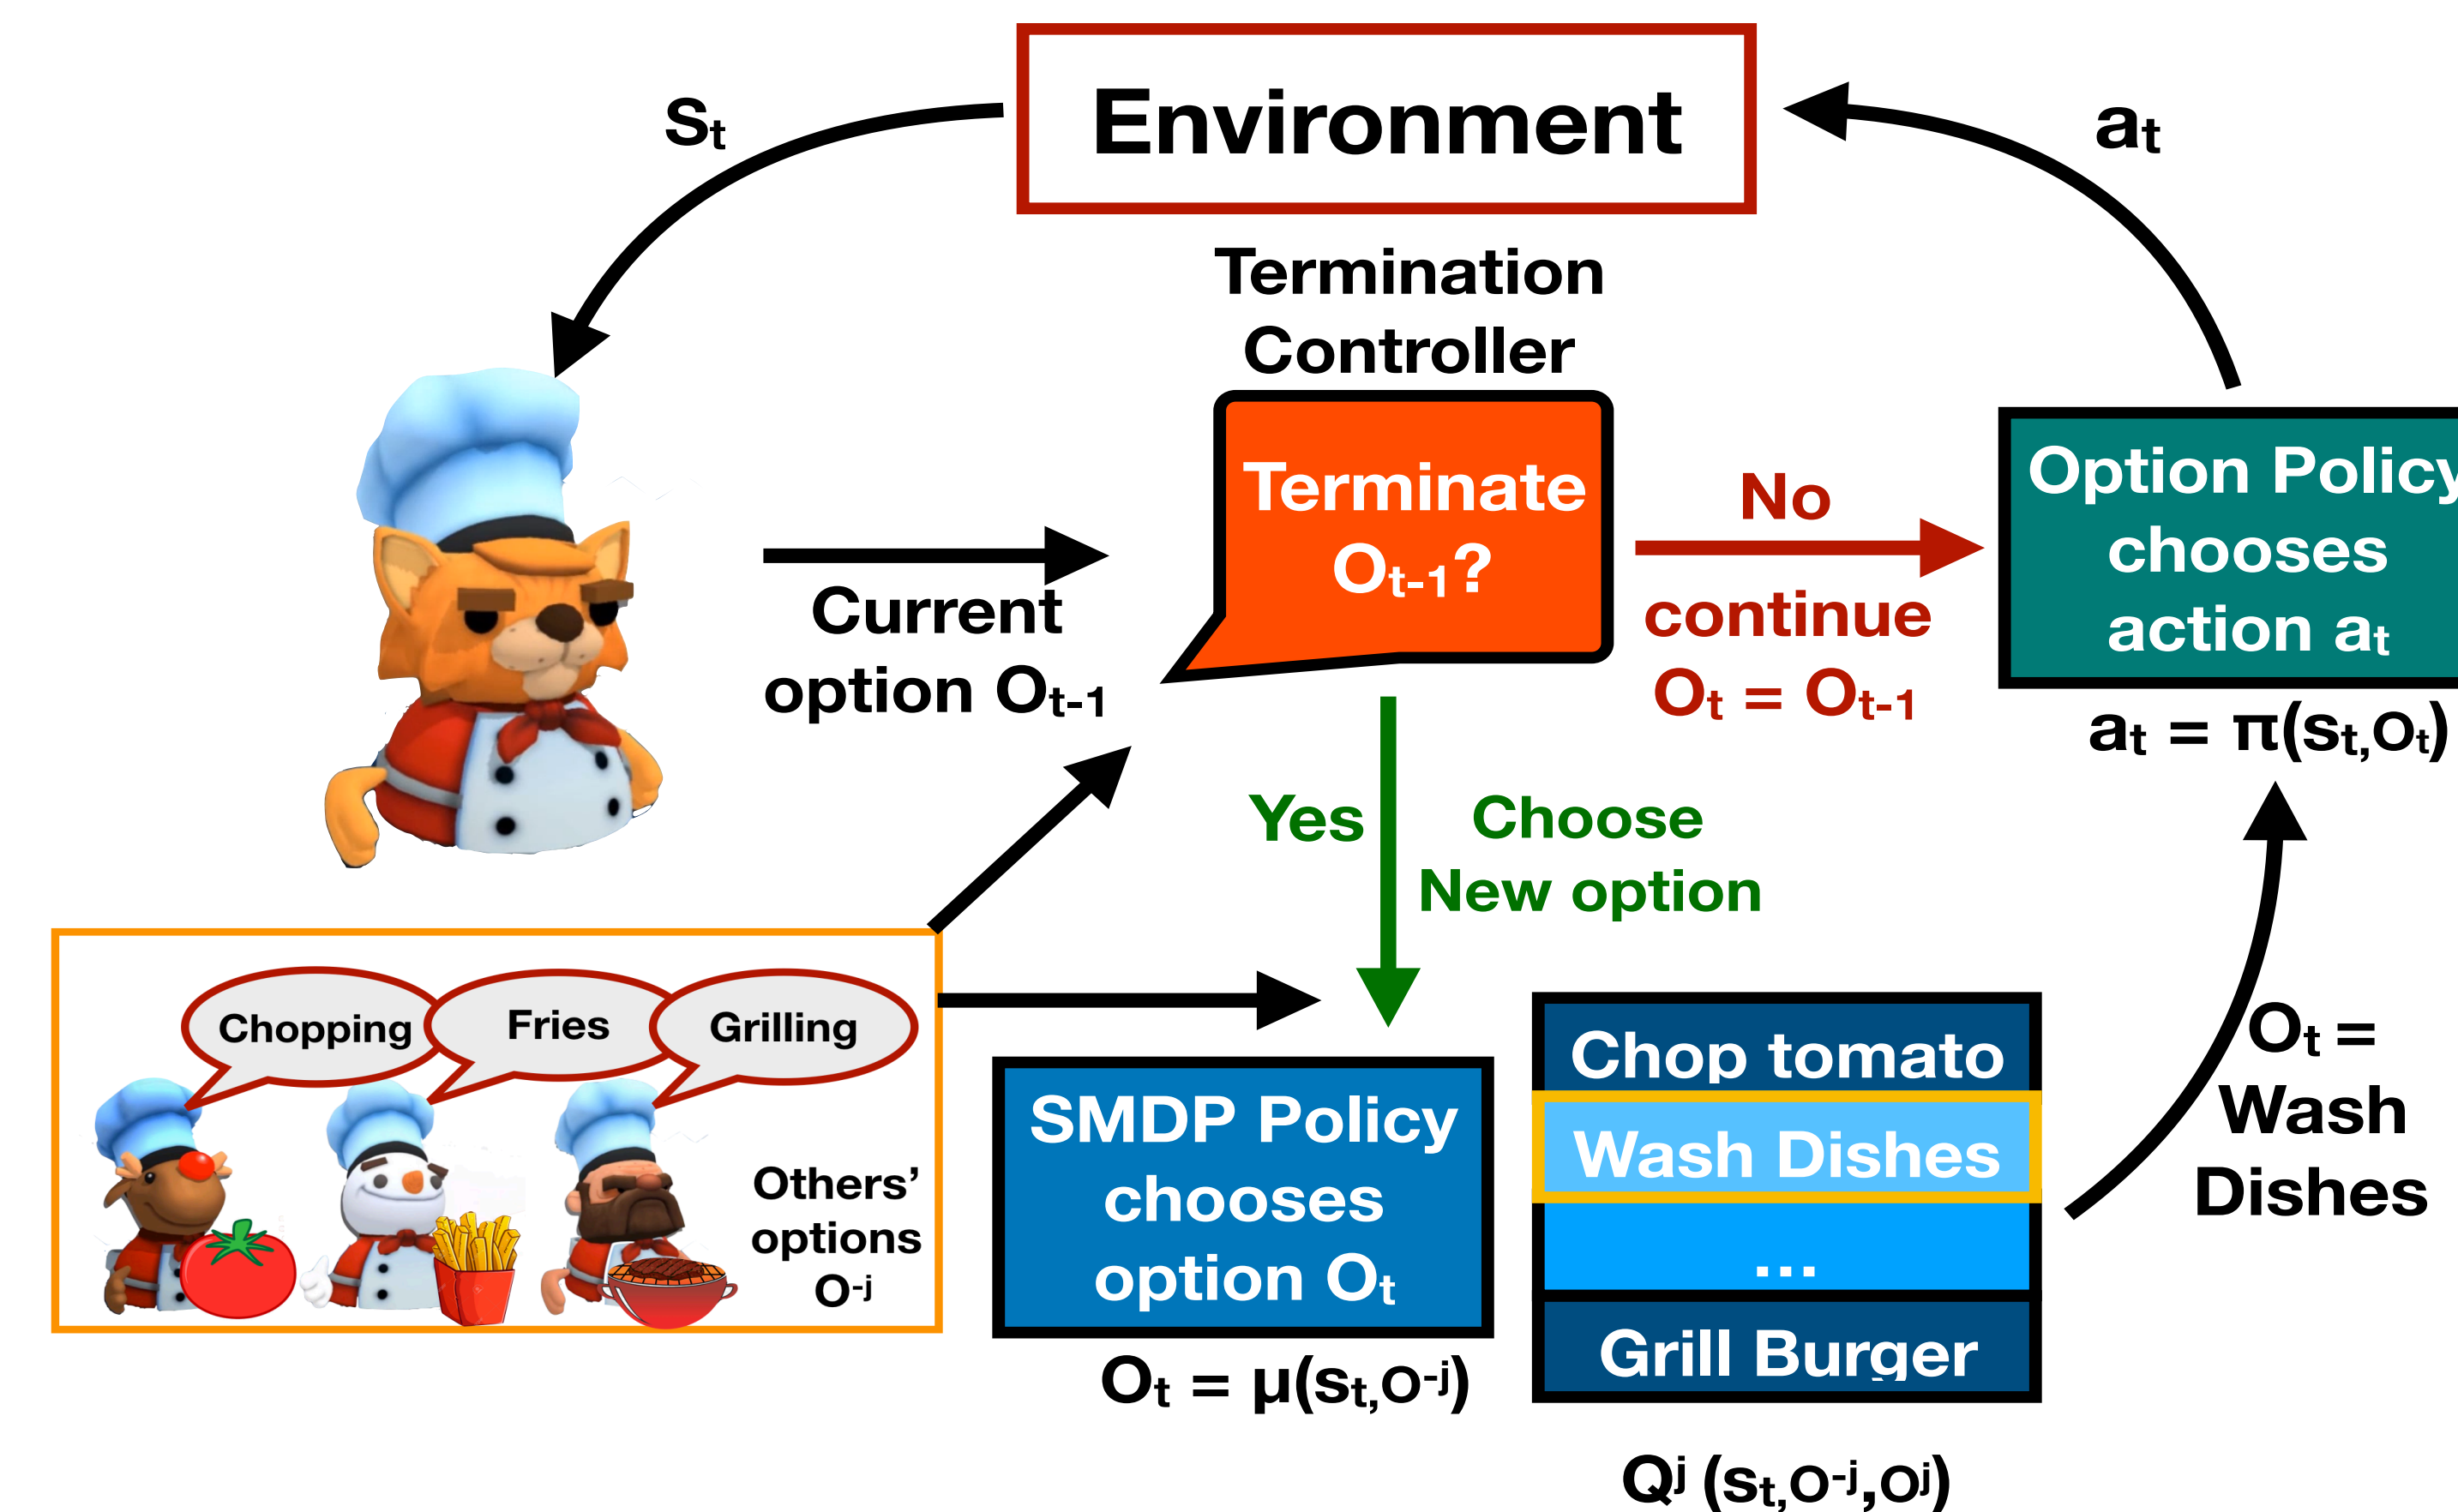 Environment
Sₜ
aₜ
Termination
Controller
Terminate
Oₜ₋₁?
No
continue
Oₜ = Oₜ₋₁
Option Policy
chooses
action aₜ
aₜ = π(sₜ,Oₜ)
Current
option Oₜ₋₁
Yes
Choose
New option
Chopping
Fries
Grilling
Others’
options
O⁻ʲ
SMDP Policy
chooses
option Oₜ
Oₜ = μ(sₜ,O⁻ʲ)
Chop tomato
Wash Dishes
...
Grill Burger
Qʲ (sₜ,O⁻ʲ,Oʲ)
Oₜ =
Wash
Dishes